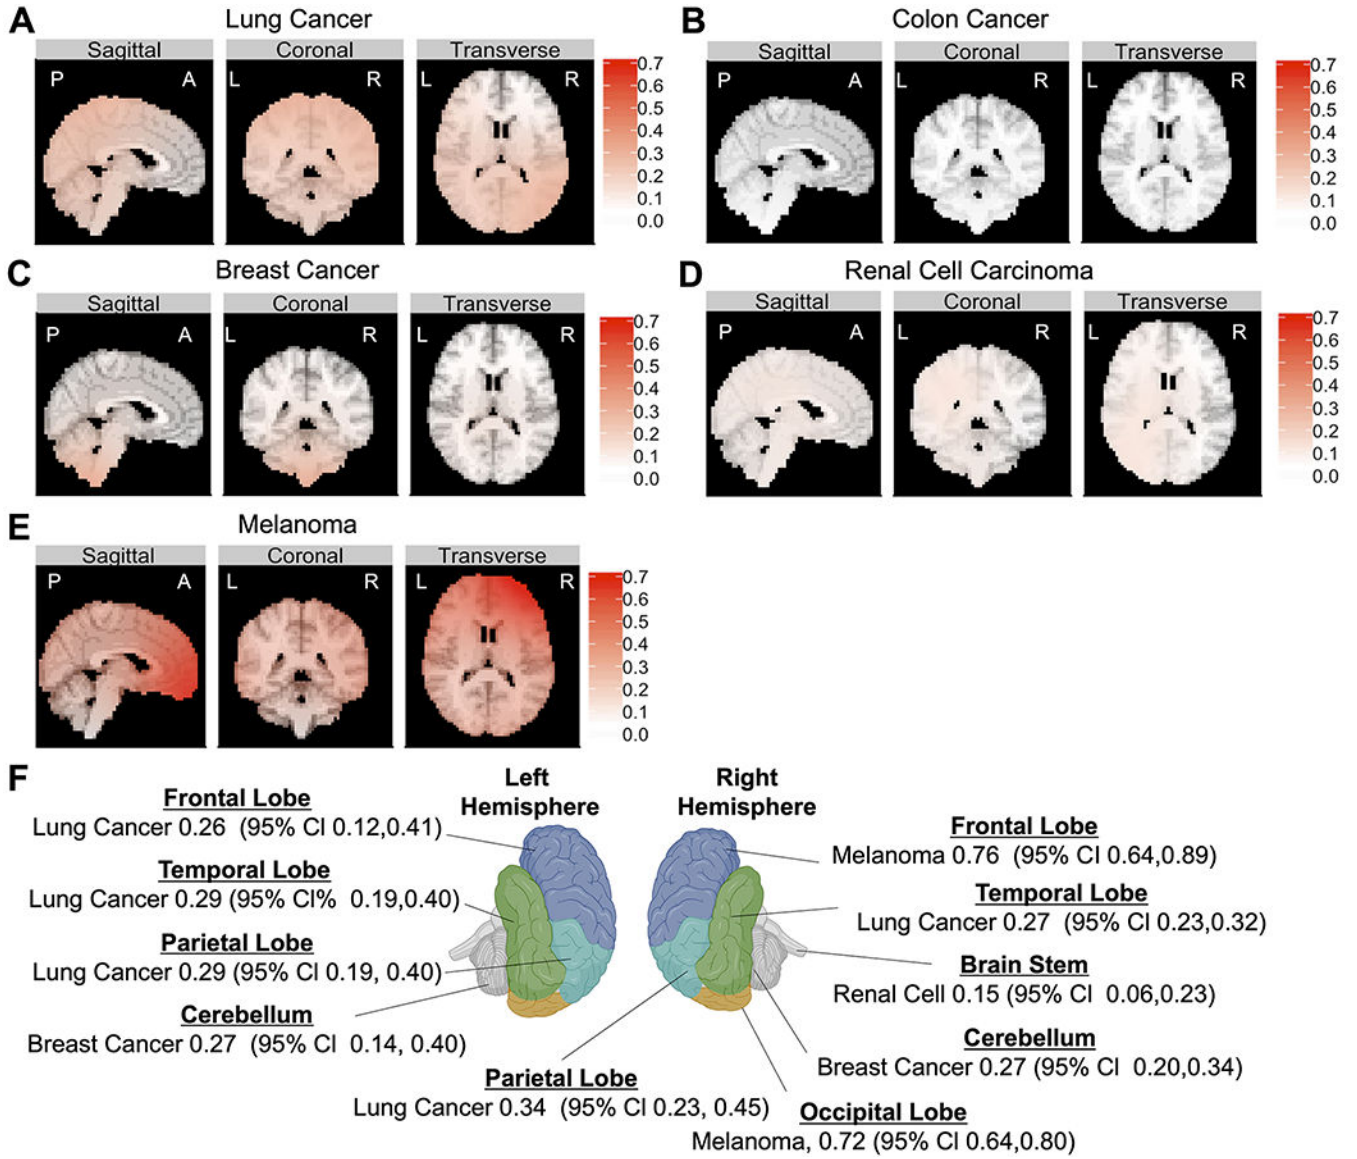 A Lung Cancer
Sagittal Coronal Transverse
P A L R L R
0.7
0.6
0.5
0.4
0.3
0.2
0.1
0.0
B Colon Cancer
Sagittal Coronal Transverse
P A L R L R
0.7
0.6
0.5
0.4
0.3
0.2
0.1
0.0
C Breast Cancer
Sagittal Coronal Transverse
P A L R L R
0.7
0.6
0.5
0.4
0.3
0.2
0.1
0.0
D Renal Cell Carcinoma
Sagittal Coronal Transverse
P A L R L R
0.7
0.6
0.5
0.4
0.3
0.2
0.1
0.0
E Melanoma
Sagittal Coronal Transverse
P A L R L R
0.7
0.6
0.5
0.4
0.3
0.2
0.1
0.0
F
Left
Hemisphere
Right
Hemisphere
Frontal Lobe
Lung Cancer 0.26 (95% CI 0.12,0.41)
Temporal Lobe
Lung Cancer 0.29 (95% CI% 0.19,0.40)
Parietal Lobe
Lung Cancer 0.29 (95% CI 0.19, 0.40)
Cerebellum
Breast Cancer 0.27 (95% CI 0.14, 0.40)
Parietal Lobe
Lung Cancer 0.34 (95% CI 0.23, 0.45)
Frontal Lobe
Melanoma 0.76 (95% CI 0.64,0.89)
Temporal Lobe
Lung Cancer 0.27 (95% CI 0.23,0.32)
Brain Stem
Renal Cell 0.15 (95% CI 0.06,0.23)
Cerebellum
Breast Cancer 0.27 (95% CI 0.20,0.34)
Occipital Lobe
Melanoma, 0.72 (95% CI 0.64,0.80)